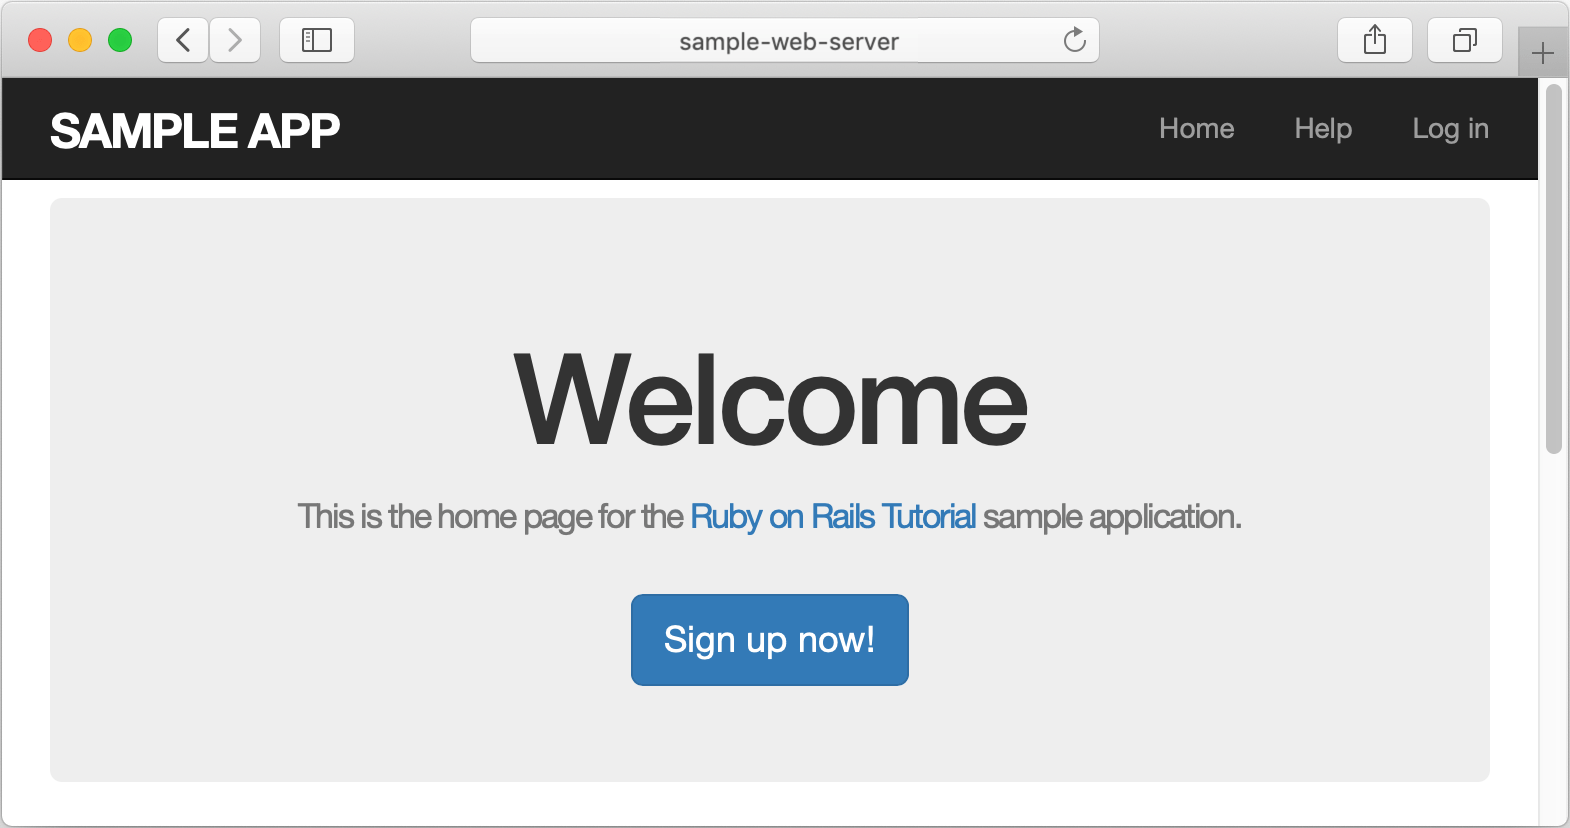 sample-web-server
SAMPLE APP
Home
Help
Log in
Welcome
This is the home page for the Ruby on Rails Tutorial sample application.
Sign up now!